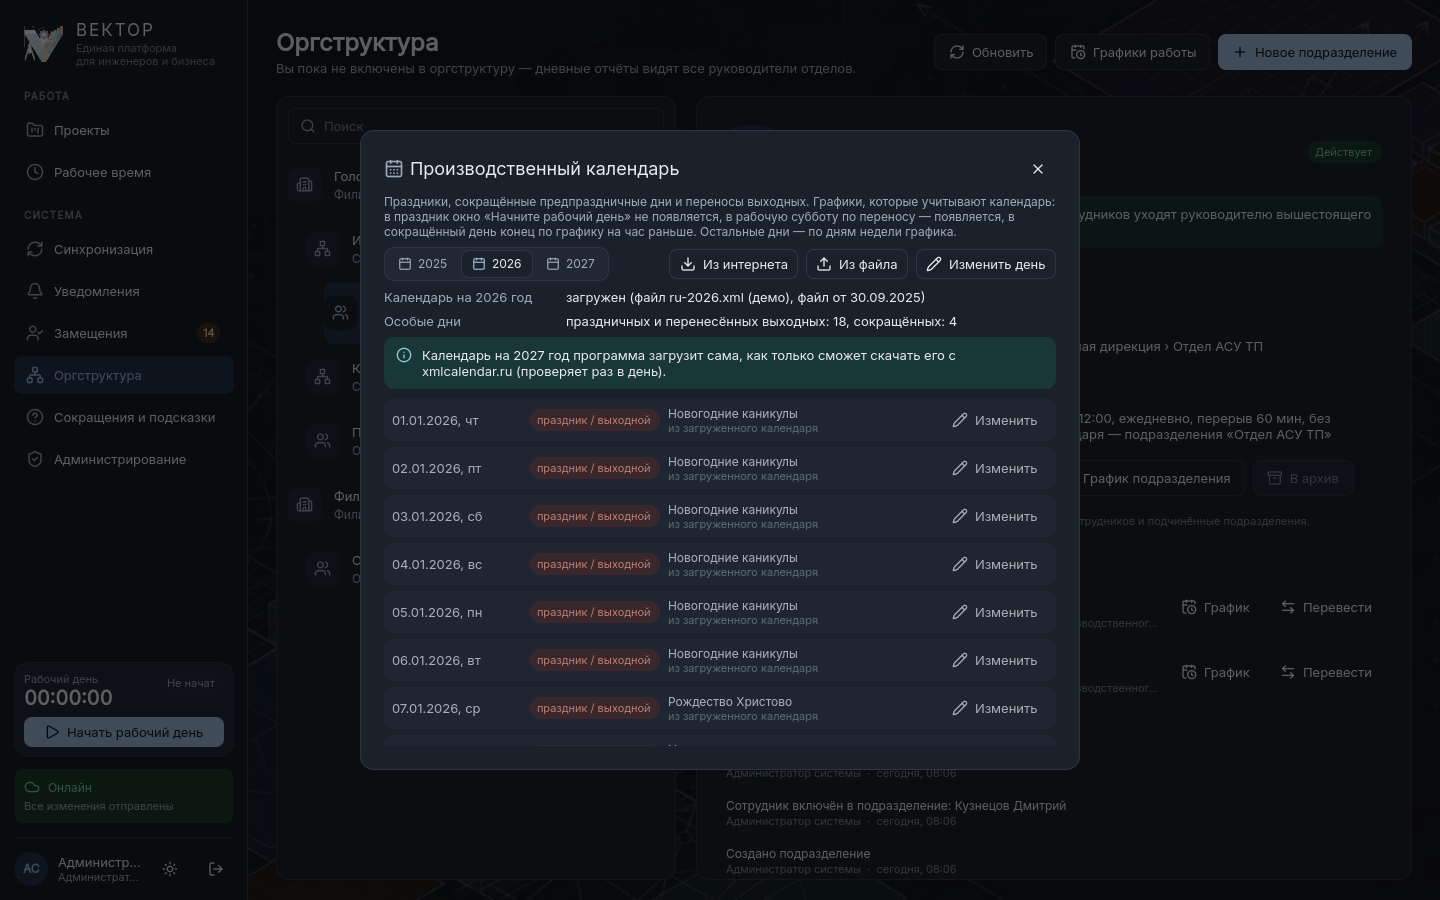 ВЕКТОР
Единая платформа
для инженеров и бизнеса
РАБОТА
Проекты
Рабочее время
СИСТЕМА
Синхронизация
Уведомления
Замещения
14
Оргструктура
Сокращения и подсказки
Администрирование
Рабочий день
Не начат
00:00:00
Начать рабочий день
Онлайн
Все изменения отправлены
АС
Администр...
Администрат...
Оргструктура
Вы пока не включены в оргструктуру — дневные отчёты видят все руководители отделов.
Обновить
Графики работы
Новое подразделение
Поиск
Производственный календарь
Праздники, сокращённые предпраздничные дни и переносы выходных. Графики, которые учитывают календарь:
в праздник окно «Начните рабочий день» не появляется, в рабочую субботу по переносу — появляется, в
сокращённый день конец по графику на час раньше. Остальные дни — по дням недели графика.
2025
2026
2027
Из интернета
Из файла
Изменить день
Календарь на 2026 год
загружен (файл ru-2026.xml (демо), файл от 30.09.2025)
Особые дни
праздничных и перенесённых выходных: 18, сокращённых: 4
Календарь на 2027 год программа загрузит сама, как только сможет скачать его с
xmlcalendar.ru (проверяет раз в день).
01.01.2026, чт
праздник / выходной
Новогодние каникулы
из загруженного календаря
Изменить
02.01.2026, пт
праздник / выходной
Новогодние каникулы
из загруженного календаря
Изменить
03.01.2026, сб
праздник / выходной
Новогодние каникулы
из загруженного календаря
Изменить
04.01.2026, вс
праздник / выходной
Новогодние каникулы
из загруженного календаря
Изменить
05.01.2026, пн
праздник / выходной
Новогодние каникулы
из загруженного календаря
Изменить
06.01.2026, вт
праздник / выходной
Новогодние каникулы
из загруженного календаря
Изменить
07.01.2026, ср
праздник / выходной
Рождество Христово
из загруженного календаря
Изменить
Действует
уходят руководителю вышестоящего
дирекция › Отдел АСУ ТП
12:00, ежедневно, перерыв 60 мин, без
— подразделения «Отдел АСУ ТП»
График подразделения
В архив
и подчинённые подразделения.
График
Перевести
График
Перевести
Администратор системы · сегодня, 08:06
Сотрудник включён в подразделение: Кузнецов Дмитрий
Администратор системы · сегодня, 08:06
Создано подразделение
Администратор системы · сегодня, 08:06